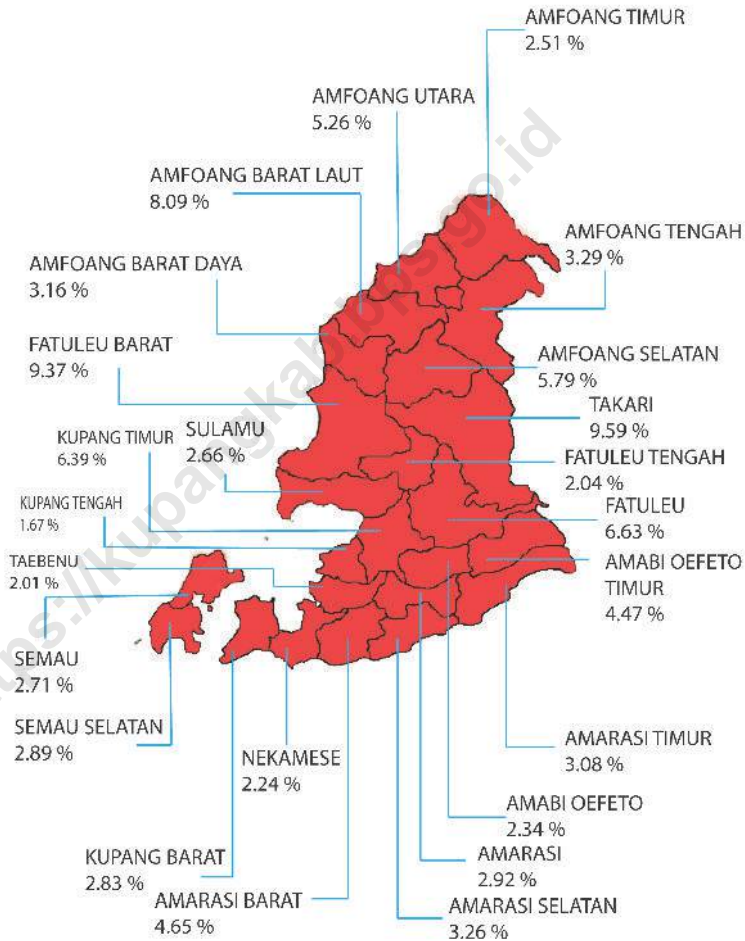 AMFOANG TIMUR
2.51 %
AMFOANG UTARA
5.26 %
AMFOANG BARAT LAUT
8.09 %
AMFOANG TENGAH
3.29 %
AMFOANG BARAT DAYA
3.16 %
FATULEU BARAT
9.37 %
AMFOANG SELATAN
5.79 %
TAKARI
9.59 %
KUPANG TIMUR
6.39 %
SULAMU
2.66 %
FATULEU TENGAH
2.04 %
KUPANG TENGAH
1.67 %
FATULEU
6.63 %
TAEBENU
2.01 %
AMABI OEFETO
TIMUR
4.47 %
SEMAU
2.71 %
SEMAU SELATAN
2.89 %
NEKAMESE
2.24 %
AMARASI TIMUR
3.08 %
AMABI OEFETO
2.34 %
KUPANG BARAT
2.83 %
AMARASI
2.92 %
AMARASI BARAT
4.65 %
AMARASI SELATAN
3.26 %
https://kupangkab.bps.go.id